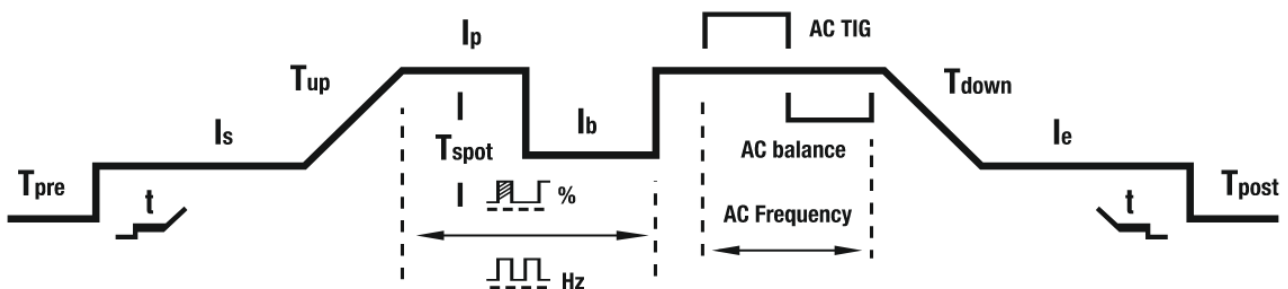 Tpre
t
Is
Tup
Ip
Tspot
%
Hz
Ib
AC TIG
AC balance
AC Frequency
Tdown
Ie
t
Tpost